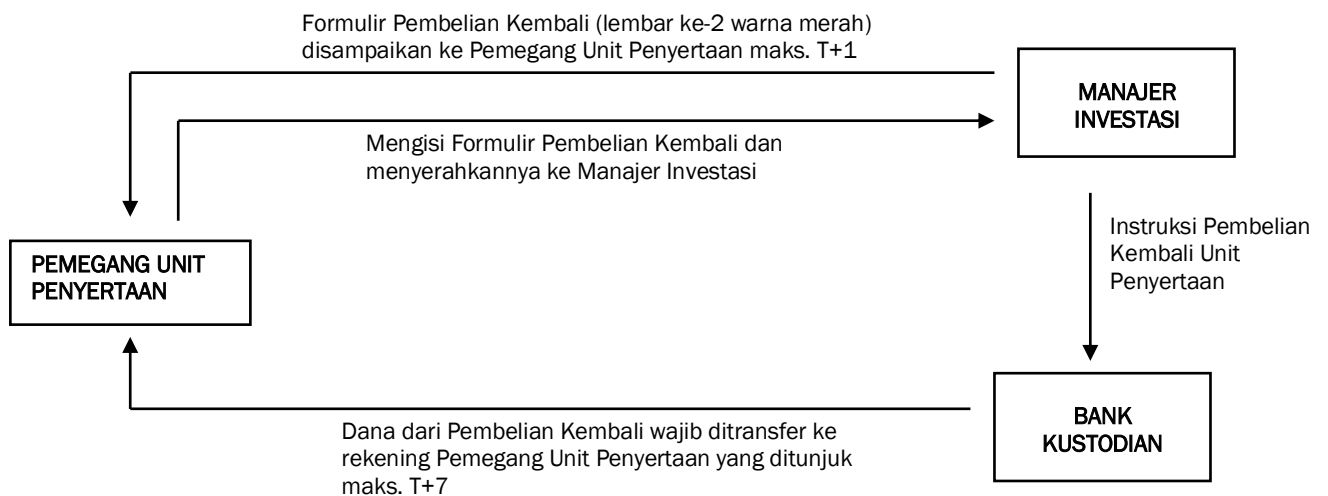 Formulir Pembelian Kembali (lembar ke-2 warna merah)
disampaikan ke Pemegang Unit Penyertaan maks. T+1
MANAJER
INVESTASI
Mengisi Formulir Pembelian Kembali dan
menyerahkannya ke Manajer Investasi
Instruksi Pembelian
Kembali Unit
Penyertaan
PEMEGANG UNIT
PENYERTAAN
BANK
KUSTODIAN
Dana dari Pembelian Kembali wajib ditransfer ke
rekening Pemegang Unit Penyertaan yang ditunjuk
maks. T+7